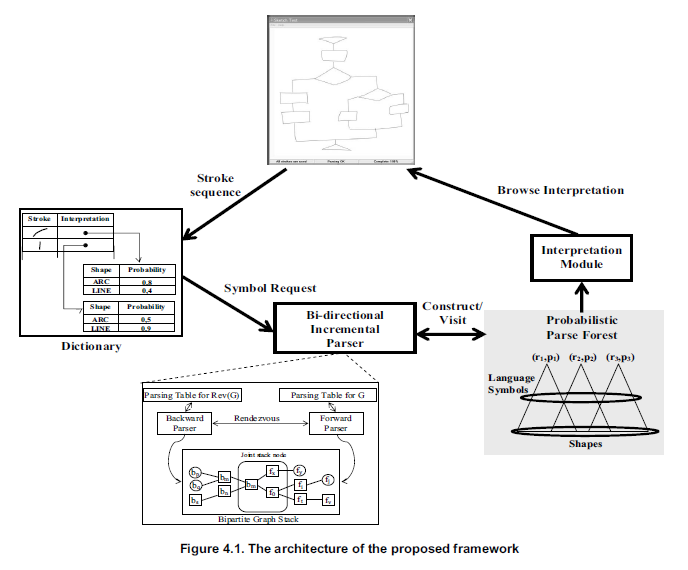 Stroke
sequence
Browse Interpretation
Stroke Interpretation
Shape Probability
ARC 0,8
LINE 0,4
Shape Probability
ARC 0,5
LINE 0,9
Dictionary
Symbol Request
Bi-directional
Incremental
Parser
Construct/
Visit
Interpretation
Module
Probabilistic
Parse Forest
(r1,p1) (r2,p2) (r3,p3)
Language
Symbols
Shapes
Parsing Table for Rev(G)
Parsing Table for G
Backward
Parser
Rendezvous
Forward
Parser
Joint stack node
Bipartite Graph Stack
Figure 4.1. The architecture of the proposed framework